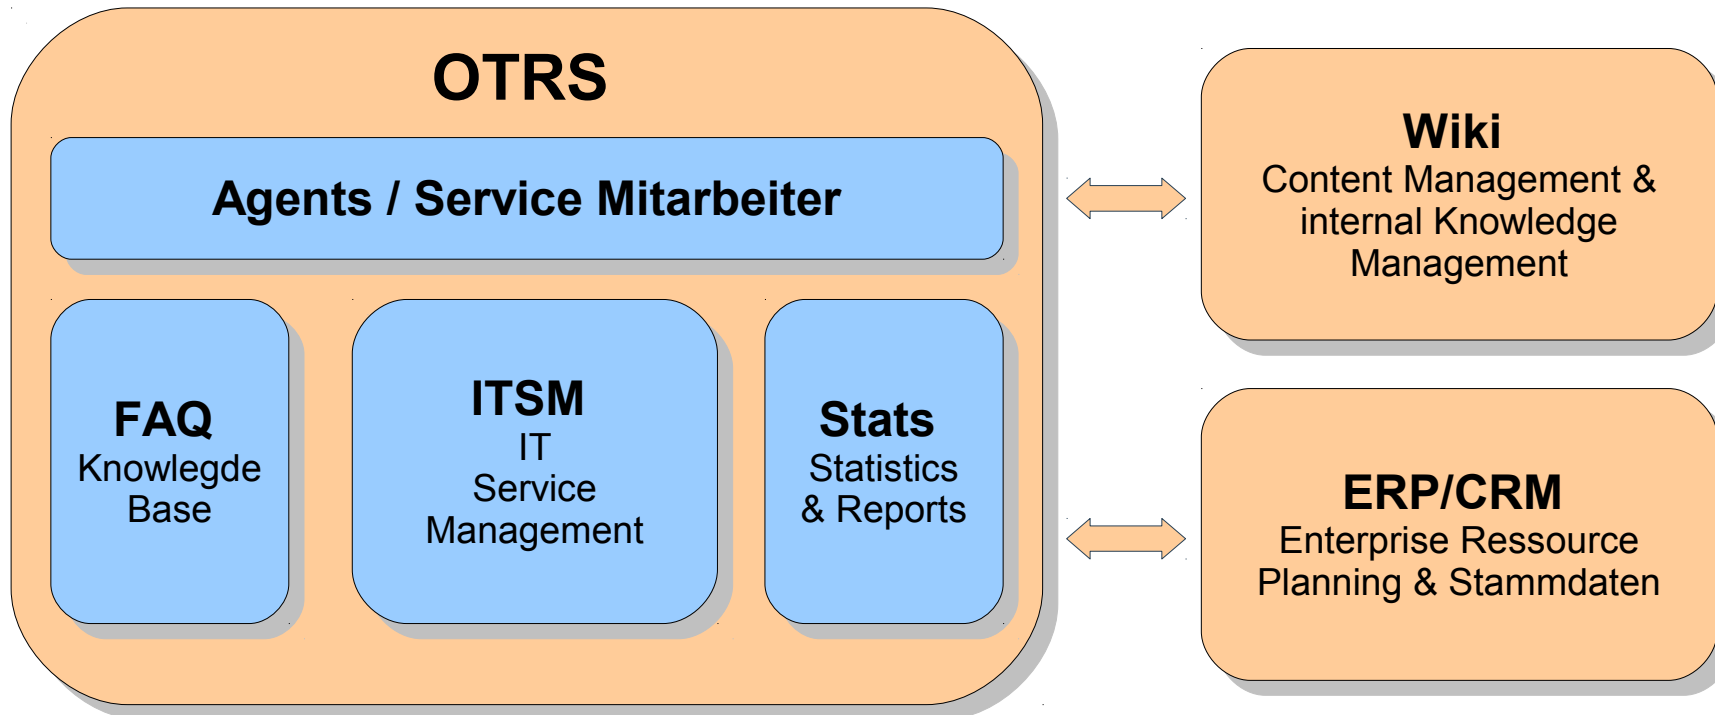 OTRS
Agents / Service Mitarbeiter
FAQ
Knowlegde
Base
ITSM
IT
Service
Management
Stats
Statistics
& Reports
Wiki
Content Management &
internal Knowledge
Management
ERP/CRM
Enterprise Ressource
Planning & Stammdaten